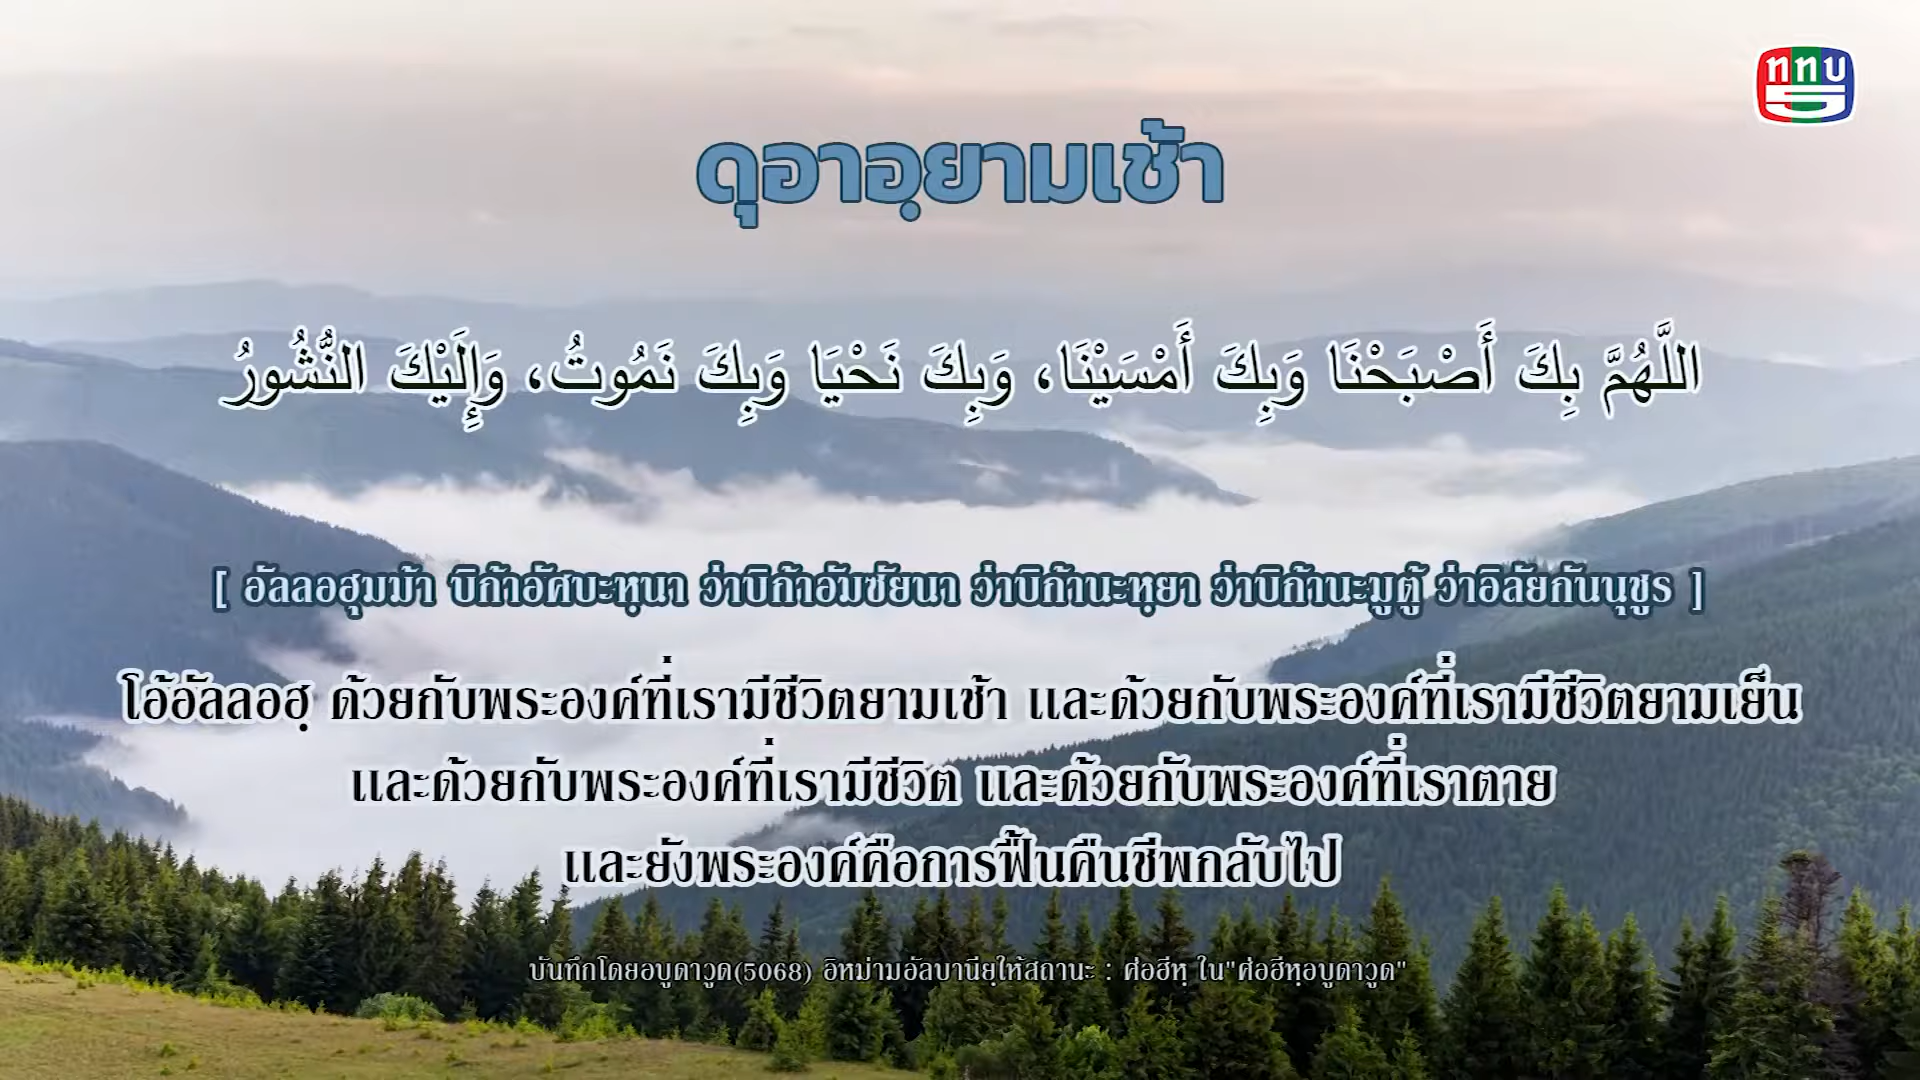 ททบ
5
ดุอาอฺยามเช้า
اللَّهُمَّ بِكَ أَصْبَحْنَا وَبِكَ أَمْسَيْنَا، وَبِكَ نَحْيَا وَبِكَ نَمُوتُ، وَإِلَيْكَ النُّشُورُ
[ อัลลอฮุมม้า บิก้าอัศบะหฺนา ว่าบิก้าอัมซัยนา ว่าบิก้านะหฺยา ว่าบิก้านะมูตู้ ว่าอิลัยกันนุชูร ]
โอ้อัลลอฮฺ ด้วยกับพระองค์ที่เรามีชีวิตยามเช้า และด้วยกับพระองค์ที่เรามีชีวิตยามเย็น
และด้วยกับพระองค์ที่เรามีชีวิต และด้วยกับพระองค์ที่เราตาย
และยังพระองค์คือการฟื้นคืนชีพกลับไป
บันทึกโดยอบูดาวูด(5068) อิหม่ามอัลบานียฺให้สถานะ : ศ่อฮีหฺ ใน"ศ่อฮีหฺอบูดาวูด"